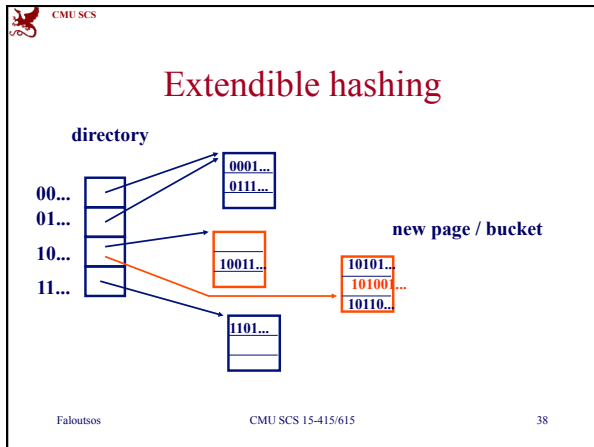 CMU SCS
Extendible hashing
directory
0001...
0111...
00...
01...
10...
11...
new page / bucket
10011...
10101...
101001...
10110...
1101...
Faloutsos
CMU SCS 15-415/615
38